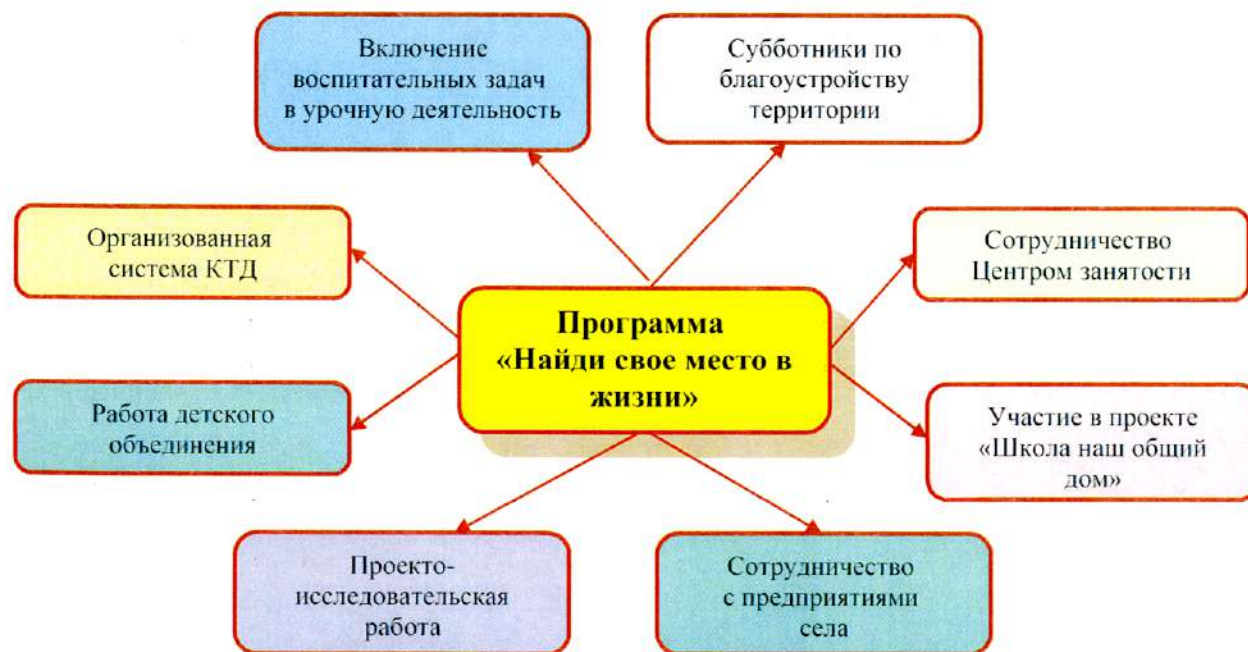 Включение
воспитательных задач
в урочную деятельность
Субботники по
благоустройству
территории
Организованная
система КТД
Сотрудничество
Центром занятости
Программа
«Найди свое место в
жизни»
Работа детского
объединения
Участие в проекте
«Школа наш общий
дом»
Проекто-
исследовательская
работа
Сотрудничество
с предприятиями
села